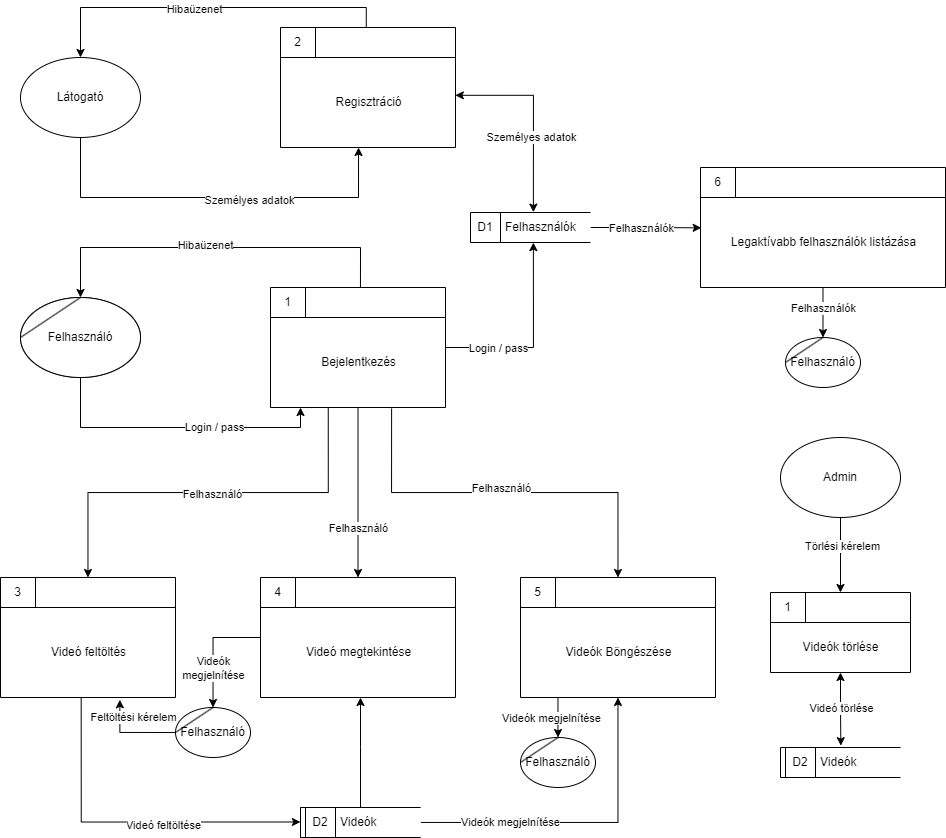 Hibaüzenet
2
Látogató
Regisztráció
Személyes adatok
Személyes adatok
6
D1
Felhasználók
Felhasználók
Legaktívabb felhasználók listázása
Hibaüzenet
1
Felhasználók
Felhasználó
Login / pass
Bejelentkezés
Felhasználó
Login / pass
Admin
Felhasználó
Felhasználó
Felhasználó
Törlési kérelem
3
4
5
1
Videó feltöltés
Videó megtekintése
Videók Böngészése
Videók törlése
Videók
megjelnítése
Feltöltési kérelem
Videók megjelnítése
Videó törlése
Felhasználó
Felhasználó
D2
Videók
Videó feltöltése
D2
Videók
Videók megjelnítése